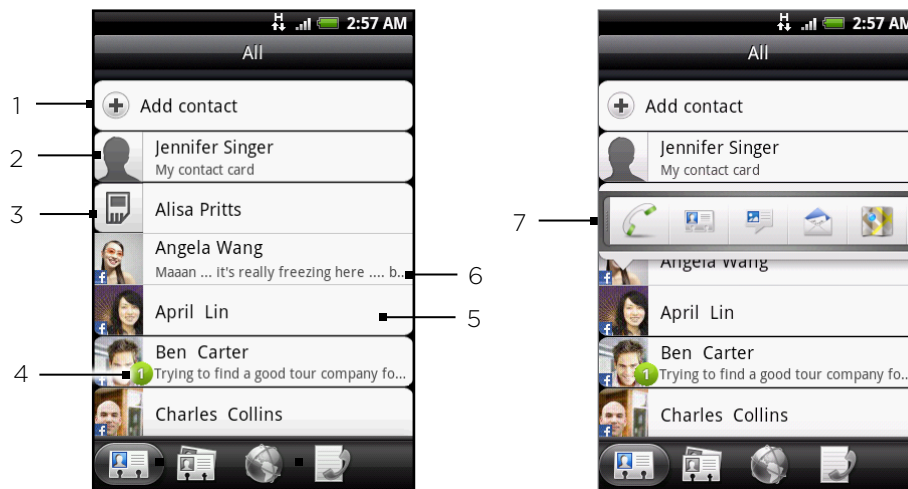 H
2:57 AM
All
1
Add contact
2
Jennifer Singer
My contact card
3
Alisa Pritts
Angela Wang
Maaan ... it's really freezing here .... b...
6
April Lin
5
Ben Carter
4
1
Trying to find a good tour company fo...
Charles Collins
H
2:57 AM
All
Add contact
Jennifer Singer
My contact card
7
Angela Wang
April Lin
Ben Carter
1
Trying to find a good tour company fo...
Charles Collins